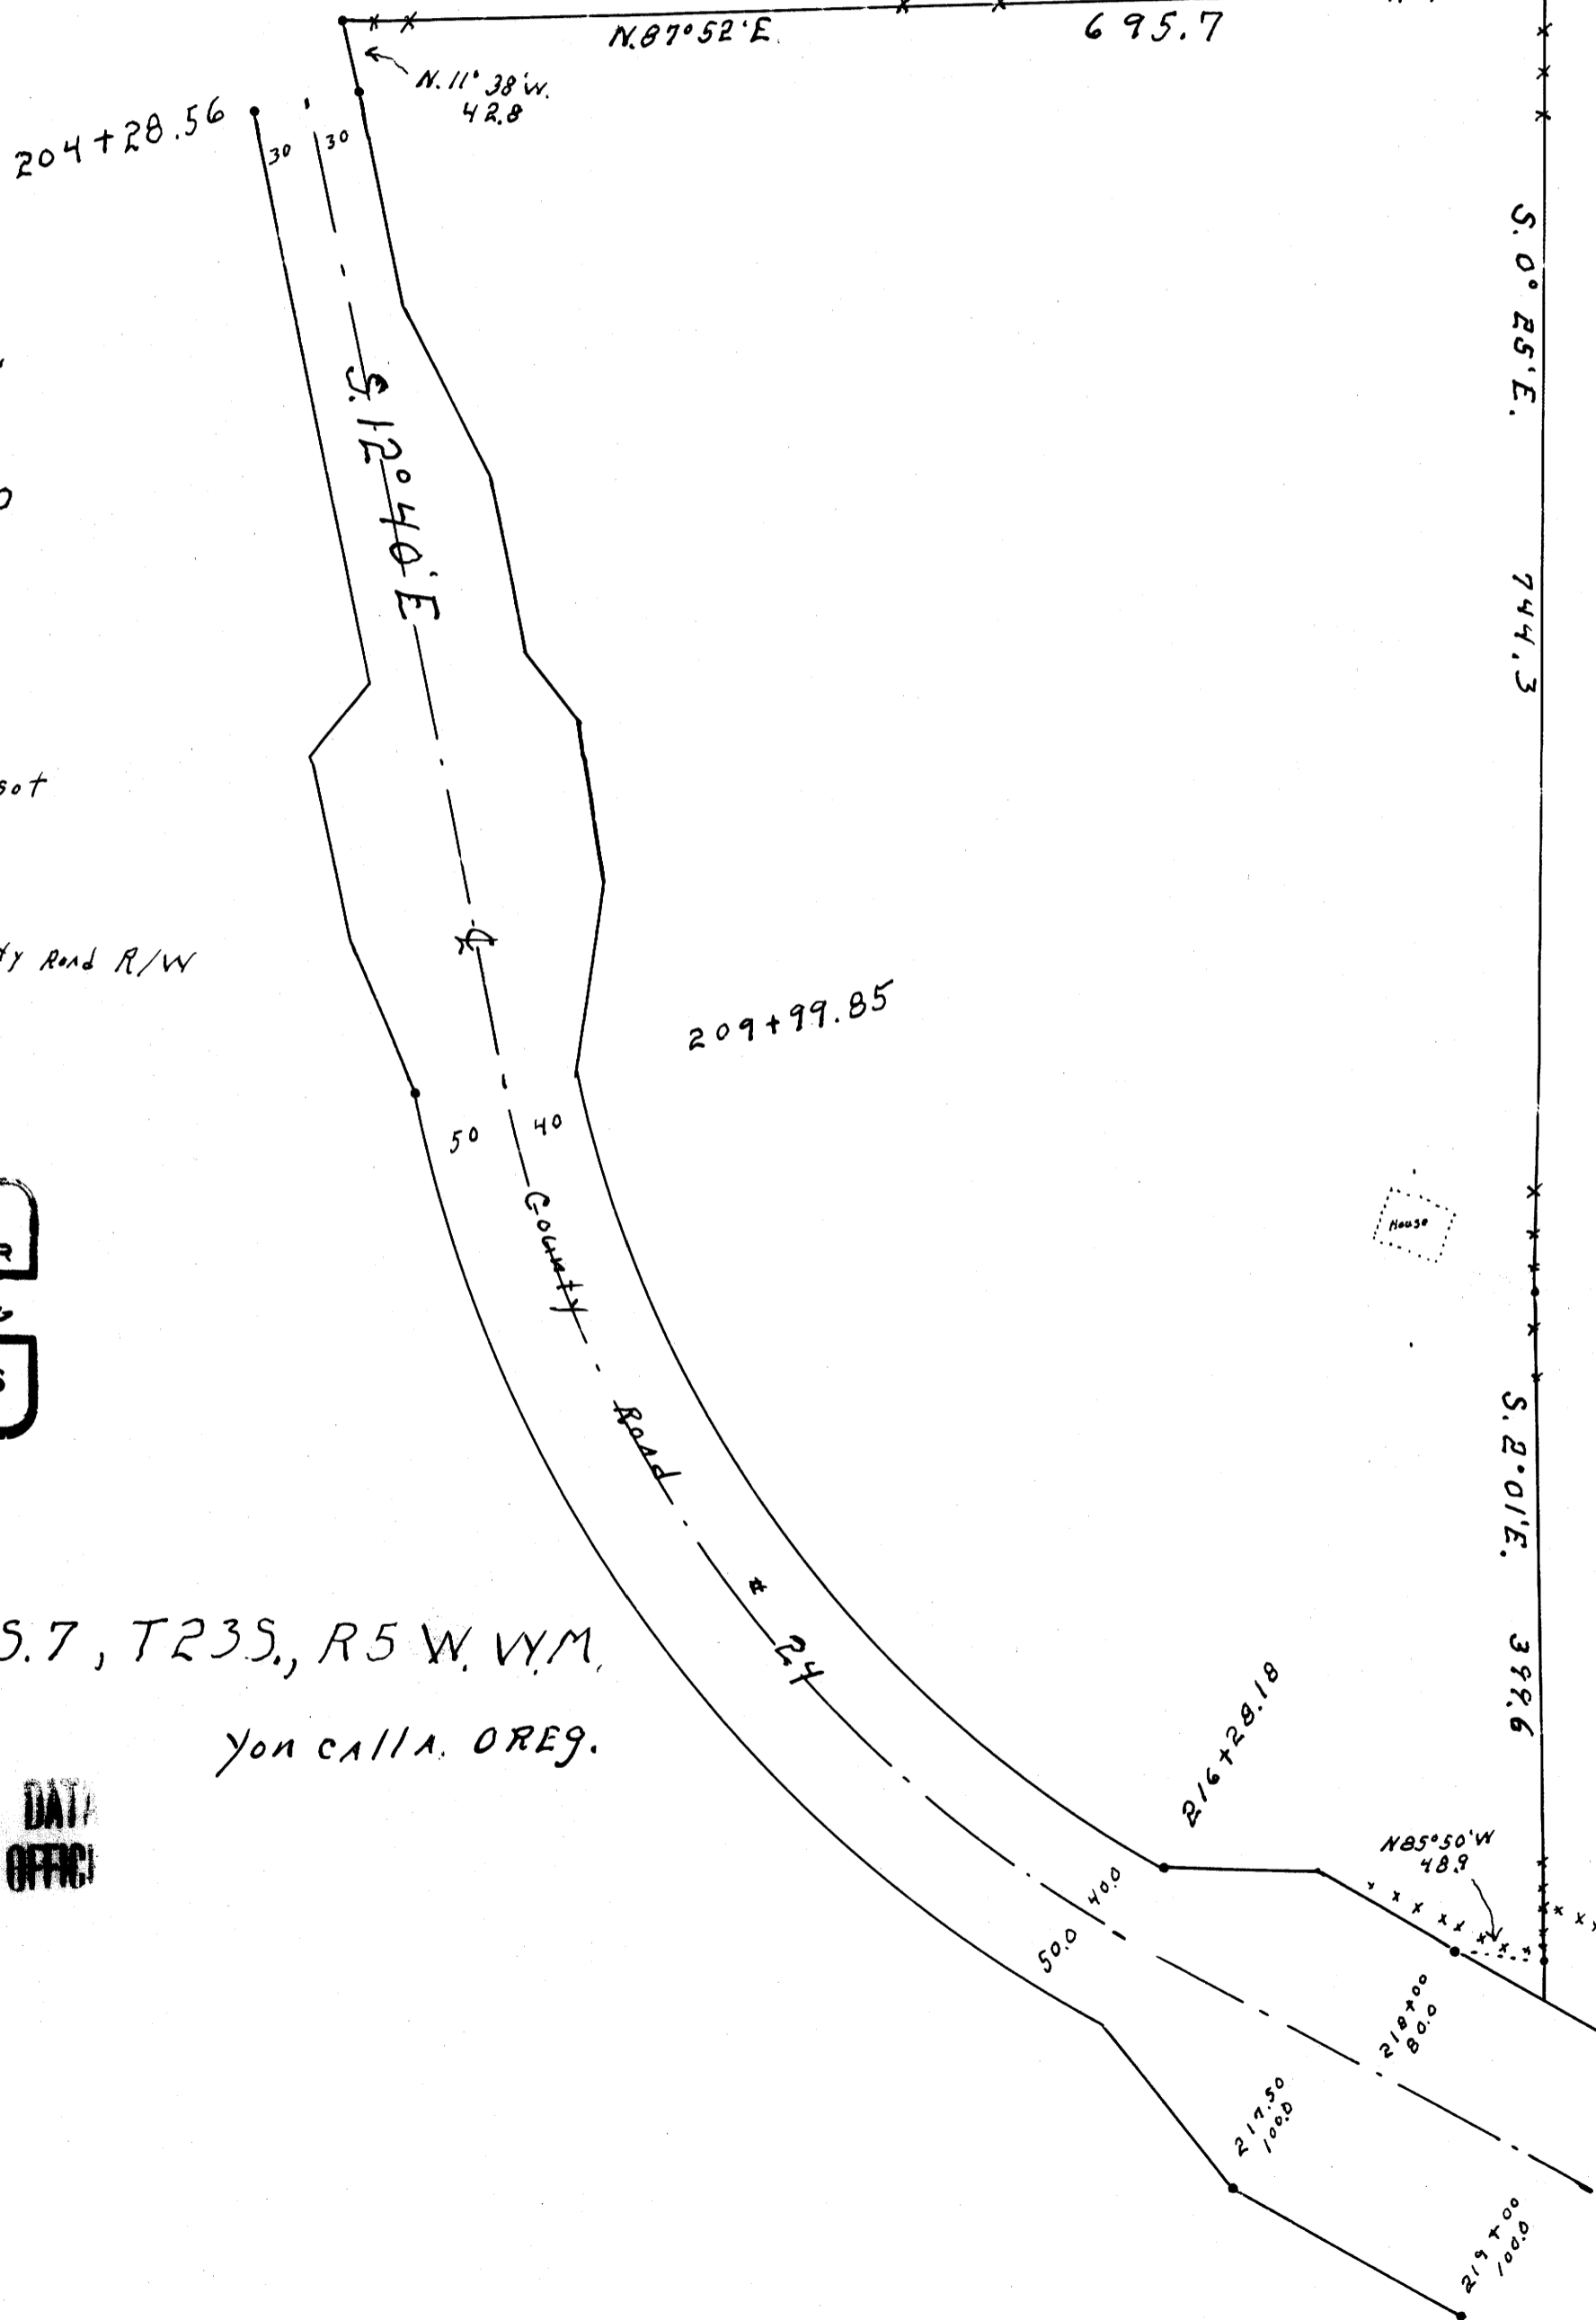 N.87°52'E. 695.7
N.11°38'W.
42.8
204+28.56
30 30
S. 0° 25'E. 744.3
S.12°40'E
sot
Road R/W
209+99.85
50 40
House
County Road # 24
S. 2°01'E. 399.6
S.7, T23S., R5 W. W.M.
Yoncalla. OREG.
216+28.18
N85°50'W
48.9
40.0
50.0
218+00
80.0
217.50
100.0
219+00
100.0